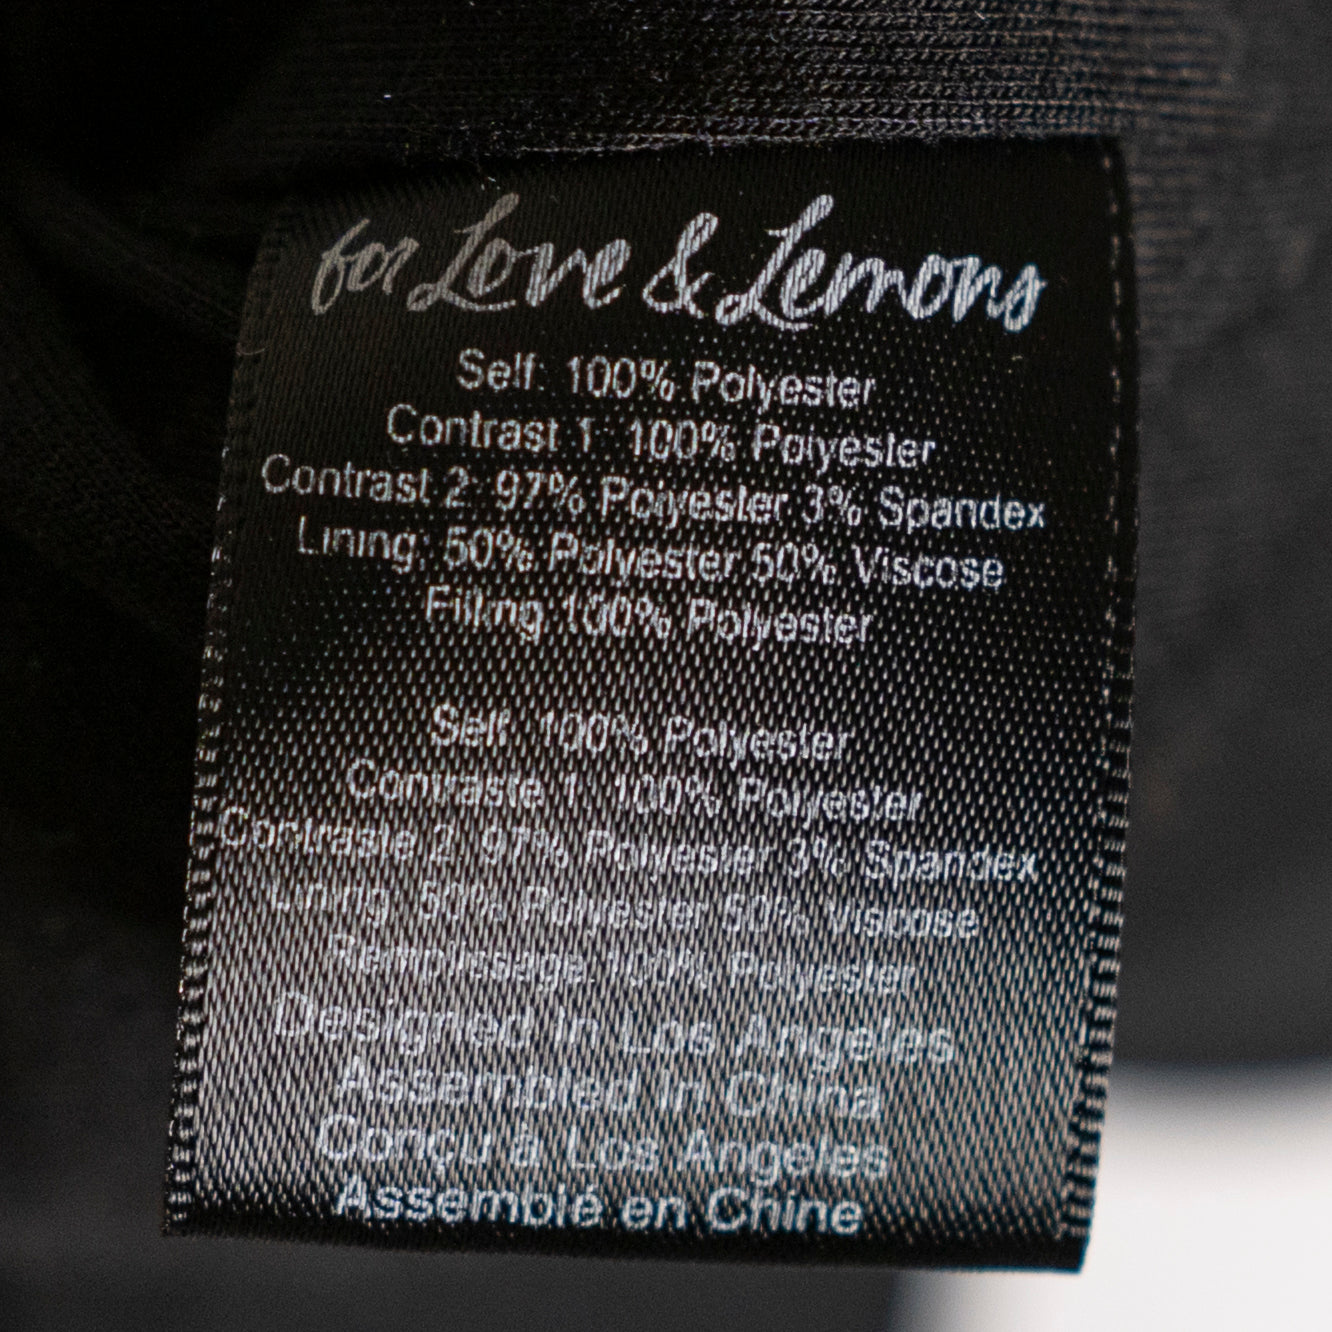 for Love & Lemons
Self: 100% Polyester
Contrast 1: 100% Polyester
Contrast 2: 97% Polyester 3% Spandex
Lining: 50% Polyester 50% Viscose
Filling 100% Polyester
Self: 100% Polyester
Contraste 1: 100% Polyester
Contraste 2: 97% Polyester 3% Spandex
Lining: 50% Polyester 50% Viscose
Remplissage 100% Polyester
Designed in Los Angeles
Assembled in China
Conçu à Los Angeles
Assemblé en Chine